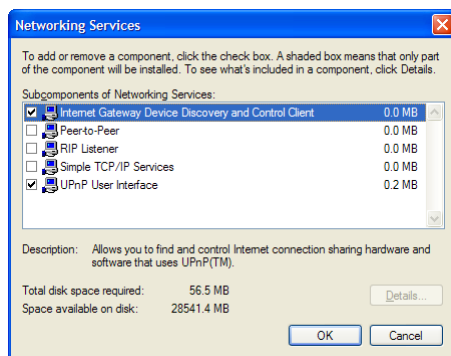 Networking Services
To add or remove a component, click the check box. A shaded box means that only part
of the component will be installed. To see what's included in a component, click Details.
Subcomponents of Networking Services:
Internet Gateway Device Discovery and Control Client 0.0 MB
Peer-to-Peer 0.0 MB
RIP Listener 0.0 MB
Simple TCP/IP Services 0.0 MB
UPnP User Interface 0.2 MB
Description: Allows you to find and control Internet connection sharing hardware and
software that uses UPnP(TM).
Total disk space required: 56.5 MB
Details...
Space available on disk: 28541.4 MB
OK Cancel